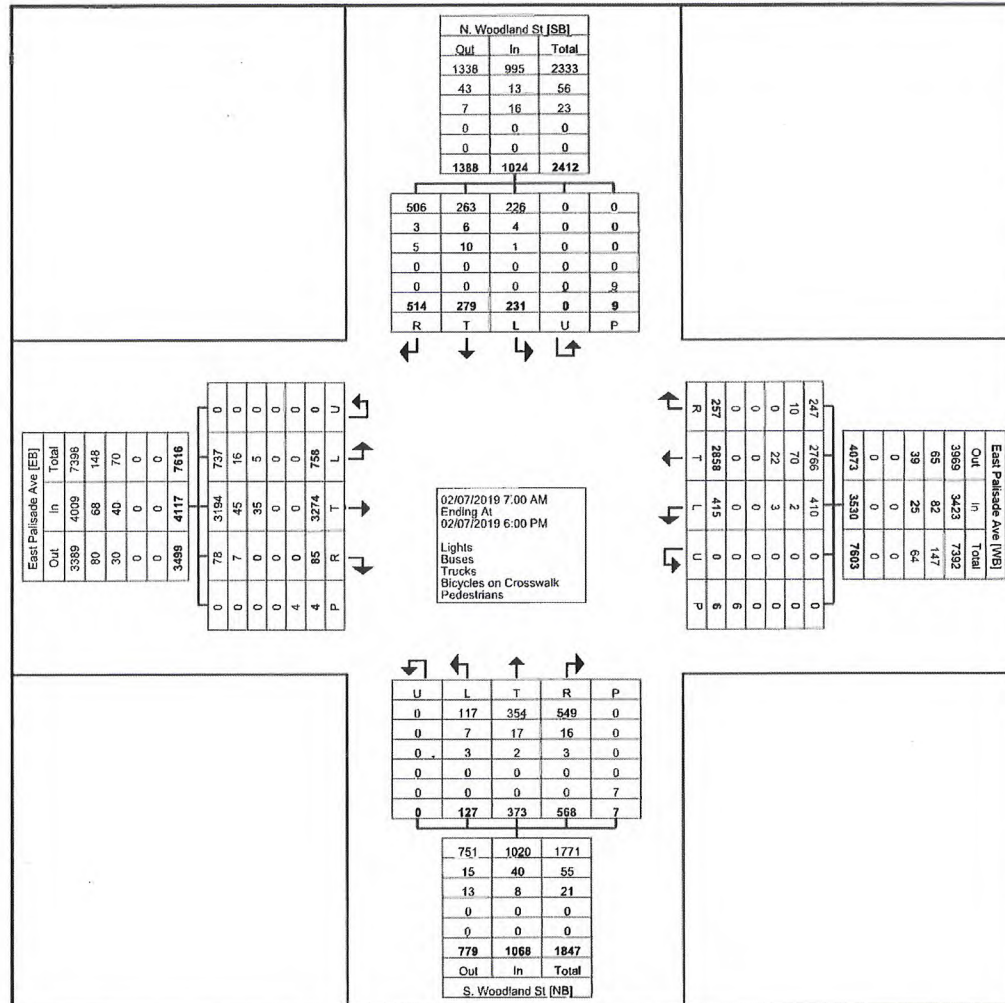 N. Woodland St [SB]
Out In Total
1338 995 2333
43 13 56
7 16 23
0 0 0
0 0 0
1388 1024 2412
506 263 226 0 0
3 6 4 0 0
5 10 1 0 0
0 0 0 0 0
0 0 0 0 9
514 279 231 0 9
R T L U P
East Palisade Ave [EB]
Out In Total
3389 4009 7398
80 68 148
30 40 70
0 0 0
0 0 0
3499 4117 7616
0 737 3194 78 0
0 16 45 7 0
0 5 35 0 0
0 0 0 0 0
0 0 0 0 4
0 758 3274 85 4
U L T R P
02/07/2019 7:00 AM
Ending At
02/07/2019 6:00 PM
Lights
Buses
Trucks
Bicycles on Crosswalk
Pedestrians
R T L U P
257 2858 415 0 6
0 0 0 0 6
0 0 0 0 0
0 22 3 0 0
10 70 2 0 0
247 2766 410 0 0
East Palisade Ave [WB]
Out In Total
3969 3423 7392
65 82 147
39 25 64
0 0 0
0 0 0
4073 3530 7603
U L T R P
0 117 354 549 0
0 7 17 16 0
0 3 2 3 0
0 0 0 0 0
0 0 0 0 7
0 127 373 568 7
751 1020 1771
15 40 55
13 8 21
0 0 0
0 0 0
779 1068 1847
Out In Total
S. Woodland St [NB]